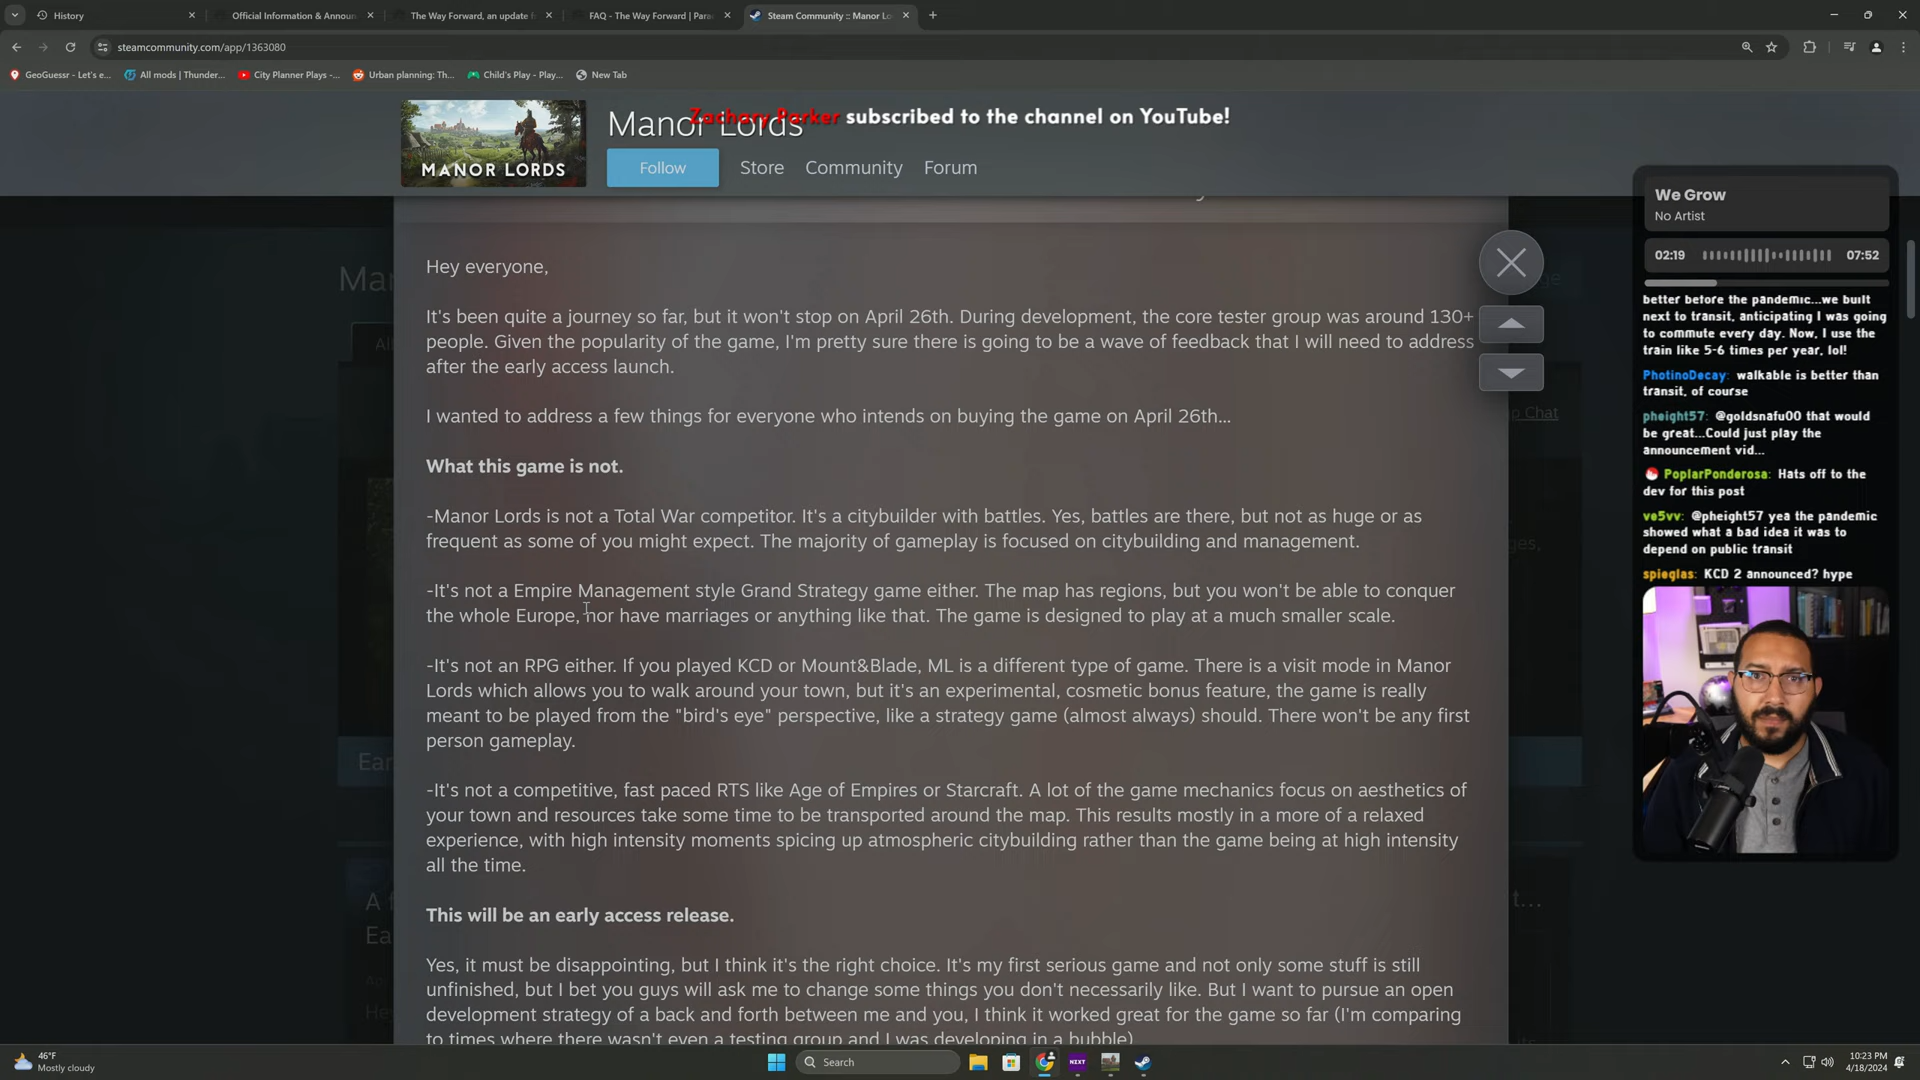 History
Official Information & Announ
The Way Forward, an update f
FAQ - The Way Forward | Para
Steam Community :: Manor Lo
steamcommunity.com/app/1363080
GeoGuessr - Let's e...
All mods | Thunder...
City Planner Plays -...
Urban planning: Th...
Child's Play - Play...
New Tab
MANOR LORDS
Manor Lords
Zachary Parker subscribed to the channel on YouTube!
Follow
Store
Community
Forum
Hey everyone,
It's been quite a journey so far, but it won't stop on April 26th. During development, the core tester group was around 130+
people. Given the popularity of the game, I'm pretty sure there is going to be a wave of feedback that I will need to address
after the early access launch.
I wanted to address a few things for everyone who intends on buying the game on April 26th...
What this game is not.
-Manor Lords is not a Total War competitor. It's a citybuilder with battles. Yes, battles are there, but not as huge or as
frequent as some of you might expect. The majority of gameplay is focused on citybuilding and management.
-It's not a Empire Management style Grand Strategy game either. The map has regions, but you won't be able to conquer
the whole Europe, nor have marriages or anything like that. The game is designed to play at a much smaller scale.
-It's not an RPG either. If you played KCD or Mount&Blade, ML is a different type of game. There is a visit mode in Manor
Lords which allows you to walk around your town, but it's an experimental, cosmetic bonus feature, the game is really
meant to be played from the "bird's eye" perspective, like a strategy game (almost always) should. There won't be any first
person gameplay.
-It's not a competitive, fast paced RTS like Age of Empires or Starcraft. A lot of the game mechanics focus on aesthetics of
your town and resources take some time to be transported around the map. This results mostly in a more of a relaxed
experience, with high intensity moments spicing up atmospheric citybuilding rather than the game being at high intensity
all the time.
This will be an early access release.
Yes, it must be disappointing, but I think it's the right choice. It's my first serious game and not only some stuff is still
unfinished, but I bet you guys will ask me to change some things you don't necessarily like. But I want to pursue an open
development strategy of a back and forth between me and you, I think it worked great for the game so far (I'm comparing
to times where there wasn't even a testing group and I was developing in a bubble)
We Grow
No Artist
02:19
07:52
better before the pandemic...we built
next to transit, anticipating I was going
to commute every day. Now, I use the
train like 5-6 times per year, lol!
PhotinoDecay: walkable is better than
transit, of course
pheight57: @goldsnafu00 that would
be great...Could just play the
announcement vid...
PoplarPonderosa: Hats off to the
dev for this post
ve5vv: @pheight57 yea the pandemic
showed what a bad idea it was to
depend on public transit
spieglas: KCD 2 announced? hype
46°F
Mostly cloudy
Search
NZXT
10:23 PM
4/18/2024